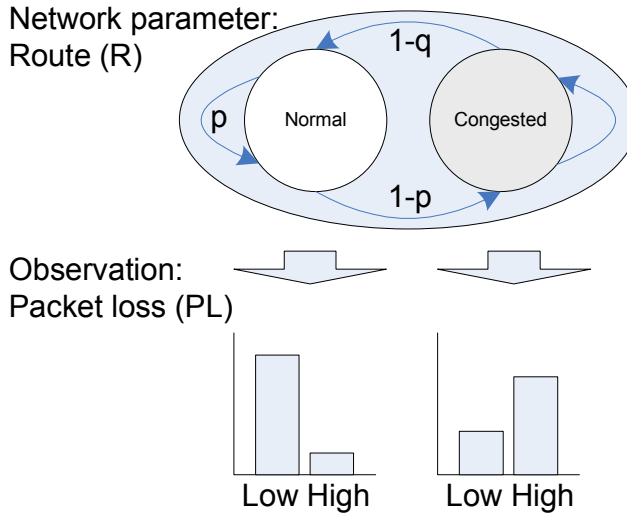 Network parameter:
Route (R)
1-q
p
Normal
Congested
1-p
Observation:
Packet loss (PL)
Low High
Low High